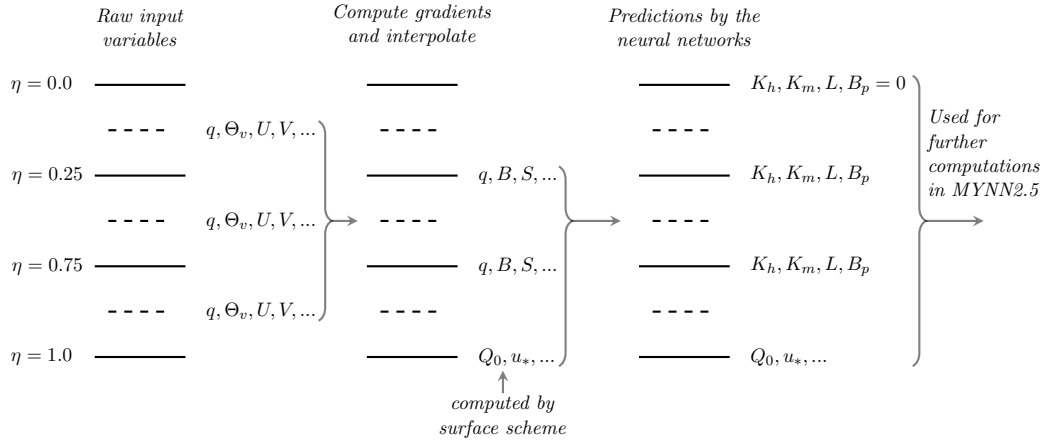 Raw input
variables
Compute gradients
and interpolate
Predictions by the
neural networks
η = 0.0
K_h, K_m, L, B_p = 0
q, Θ_v, U, V, ...
Used for
further
computations
in MYNN2.5
η = 0.25
q, B, S, ...
K_h, K_m, L, B_p
q, Θ_v, U, V, ...
η = 0.75
q, B, S, ...
K_h, K_m, L, B_p
q, Θ_v, U, V, ...
η = 1.0
Q_0, u_*, ...
Q_0, u_*, ...
computed by
surface scheme